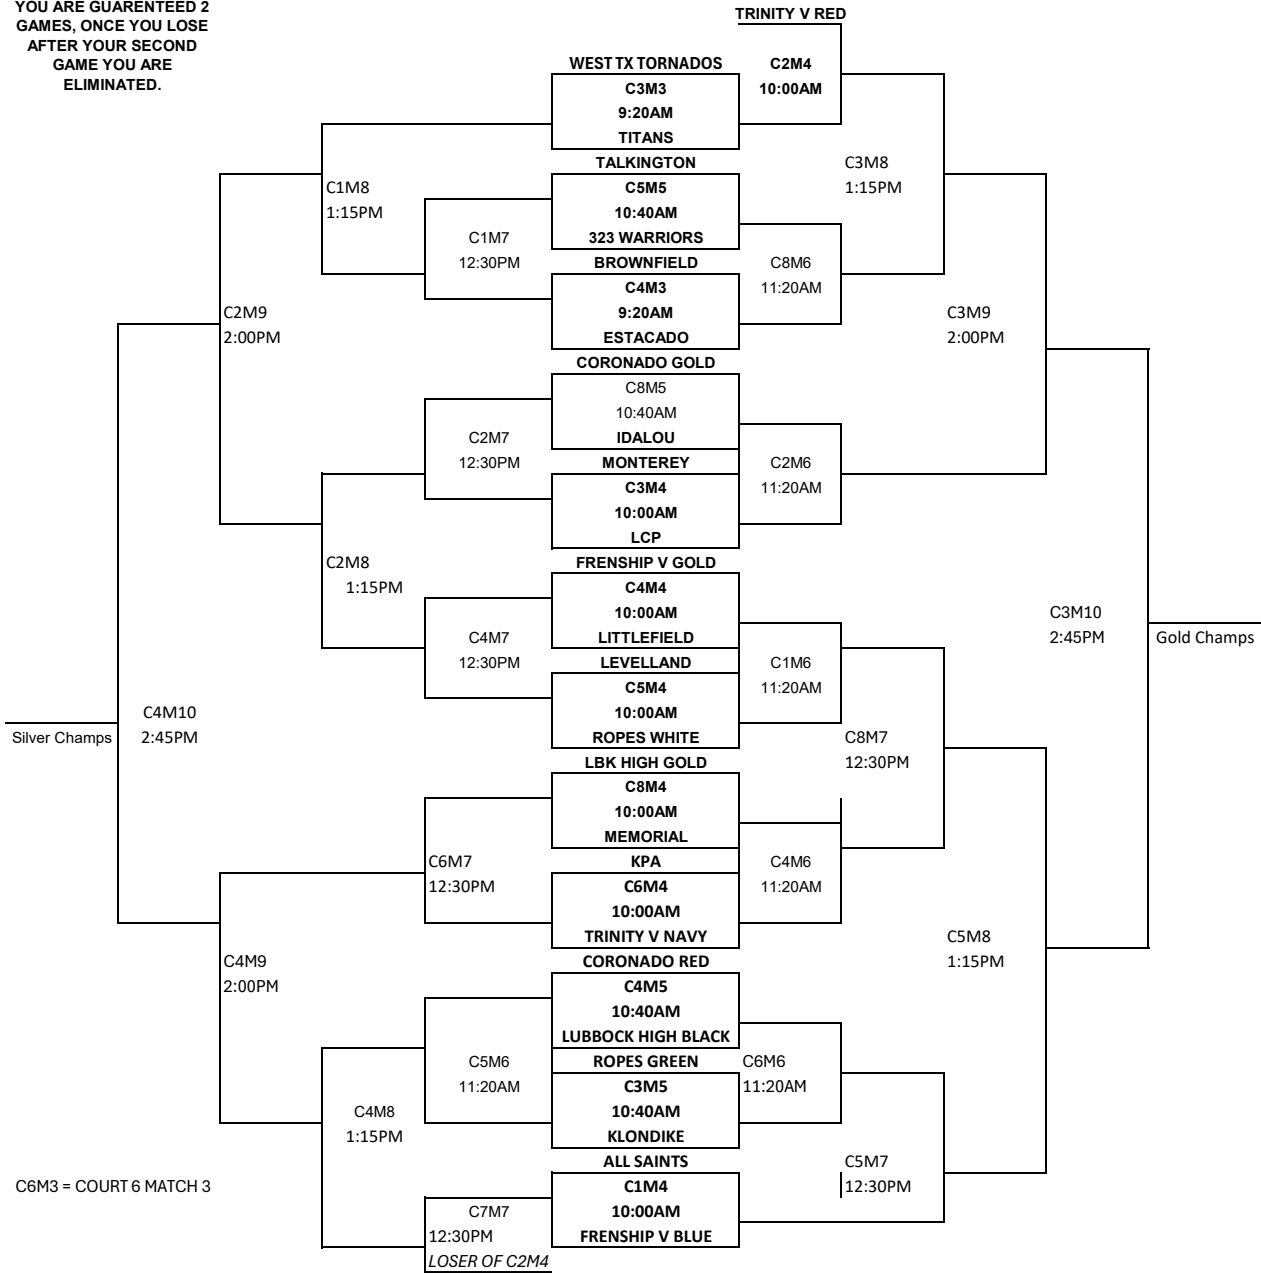 YOU ARE GUARENTEED 2
GAMES, ONCE YOU LOSE
AFTER YOUR SECOND
GAME YOU ARE
ELIMINATED.
TRINITY V RED
WEST TX TORNADOS
C2M4
C3M3
10:00AM
9:20AM
TITANS
TALKINGTON
C3M8
C1M8
C5M5
1:15PM
1:15PM
10:40AM
C1M7
323 WARRIORS
12:30PM
BROWNFIELD
C8M6
C4M3
11:20AM
C2M9
9:20AM
C3M9
2:00PM
ESTACADO
2:00PM
CORONADO GOLD
C8M5
10:40AM
C2M7
IDALOU
12:30PM
MONTEREY
C2M6
C3M4
11:20AM
10:00AM
LCP
C2M8
FRENSHIP V GOLD
1:15PM
C4M4
10:00AM
C3M10
C4M7
LITTLEFIELD
2:45PM
Gold Champs
12:30PM
LEVELLAND
C1M6
C5M4
11:20AM
C4M10
10:00AM
Silver Champs
2:45PM
ROPES WHITE
C8M7
LBK HIGH GOLD
12:30PM
C8M4
10:00AM
MEMORIAL
C6M7
KPA
C4M6
12:30PM
C6M4
11:20AM
10:00AM
TRINITY V NAVY
C5M8
C4M9
CORONADO RED
1:15PM
2:00PM
C4M5
10:40AM
LUBBOCK HIGH BLACK
C5M6
ROPES GREEN
C6M6
11:20AM
C3M5
11:20AM
C4M8
10:40AM
1:15PM
KLONDIKE
ALL SAINTS
C5M7
C6M3 = COURT 6 MATCH 3
C1M4
12:30PM
C7M7
10:00AM
12:30PM
FRENSHIP V BLUE
LOSER OF C2M4